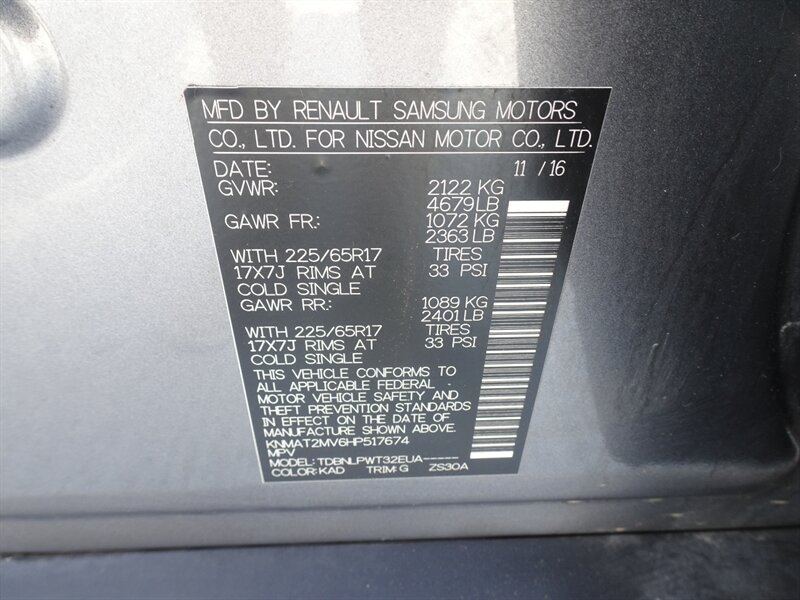 MFD BY RENAULT SAMSUNG MOTORS
CO., LTD. FOR NISSAN MOTOR CO., LTD.
DATE: 11 / 16
GVWR: 2122 KG
4679 LB
GAWR FR: 1072 KG
2363 LB
WITH 225/65R17 TIRES
17X7J RIMS AT 33 PSI
COLD SINGLE
GAWR RR: 1089 KG
2401 LB
WITH 225/65R17 TIRES
17X7J RIMS AT 33 PSI
COLD SINGLE
THIS VEHICLE CONFORMS TO
ALL APPLICABLE FEDERAL
MOTOR VEHICLE SAFETY AND
THEFT PREVENTION STANDARDS
IN EFFECT ON THE DATE OF
MANUFACTURE SHOWN ABOVE.
KNMAT2MV6HP517674
MPV
MODEL: TDBNLPWT32EUA-----
COLOR: KAD TRIM: G ZS30A